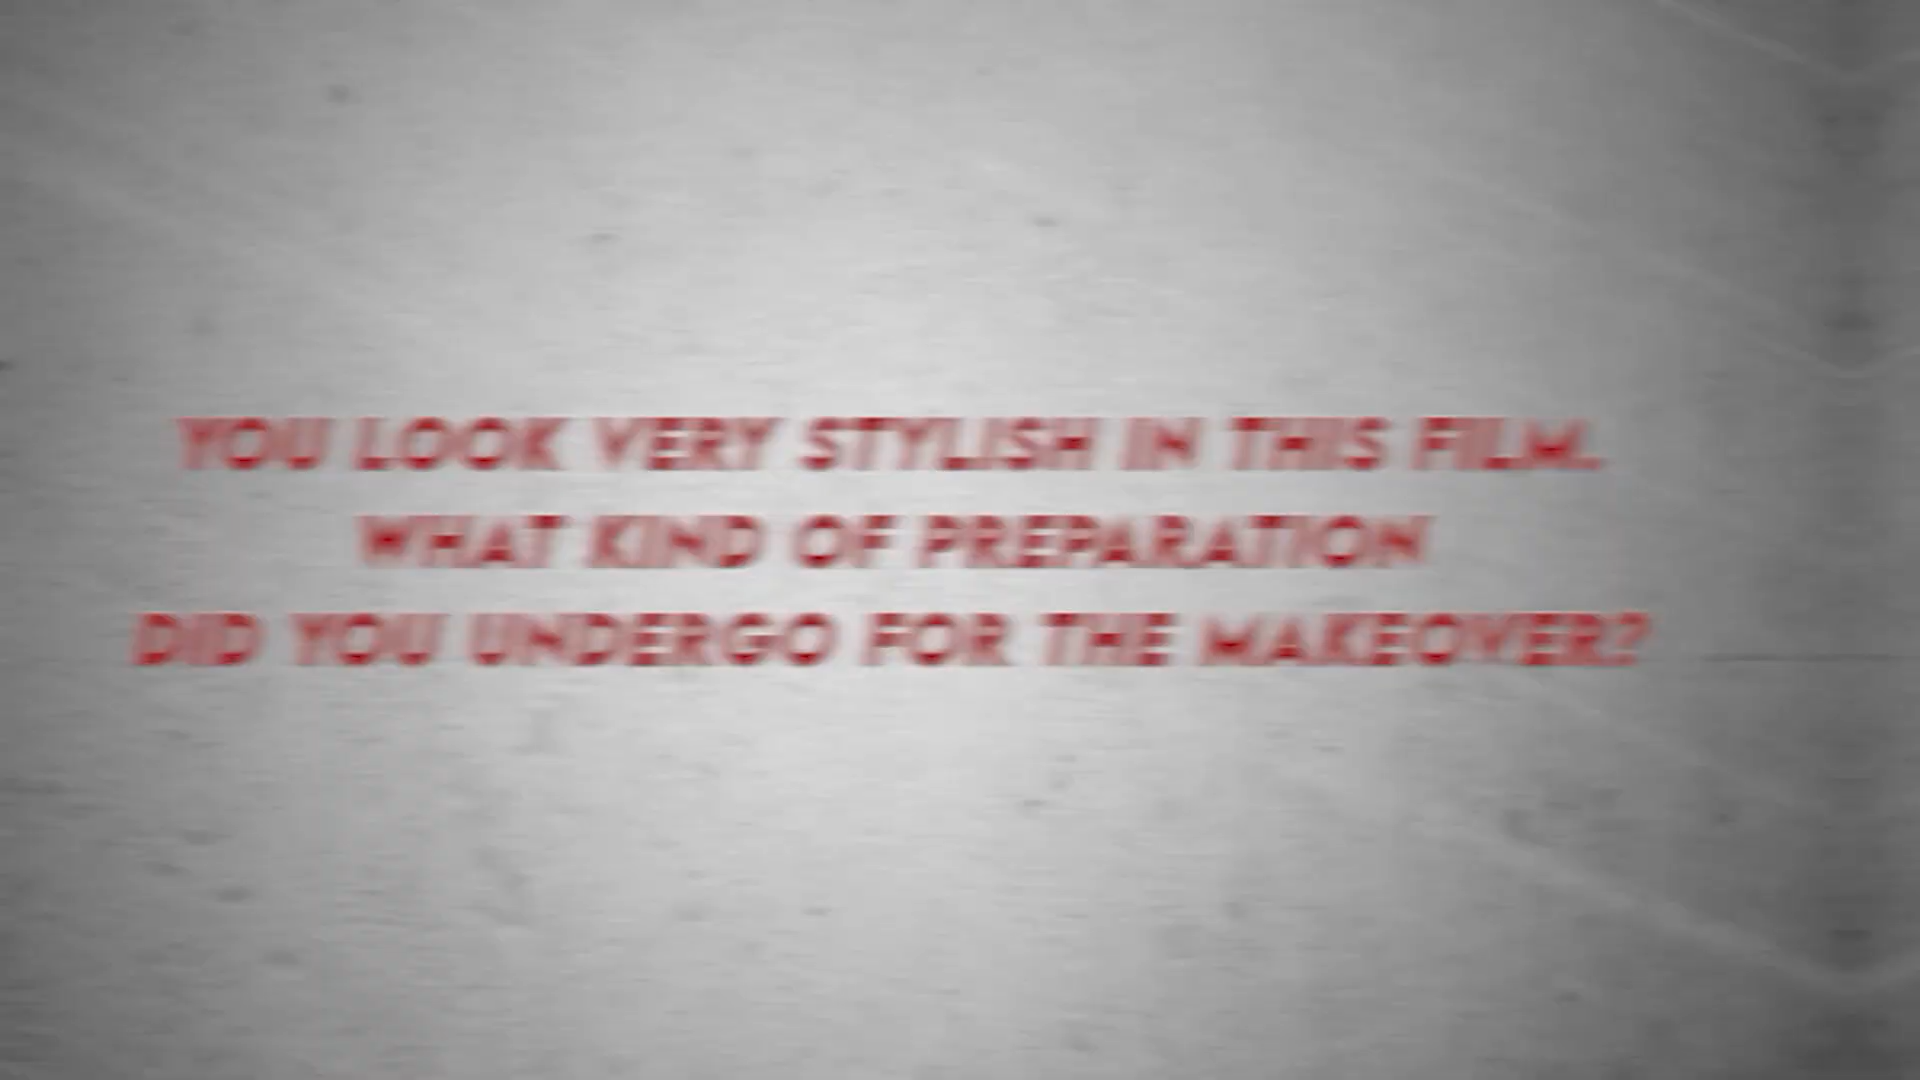 YOU LOOK VERY STYLISH IN THIS FILM.
WHAT KIND OF PREPARATION
DID YOU UNDERGO FOR THE MAKEOVER?